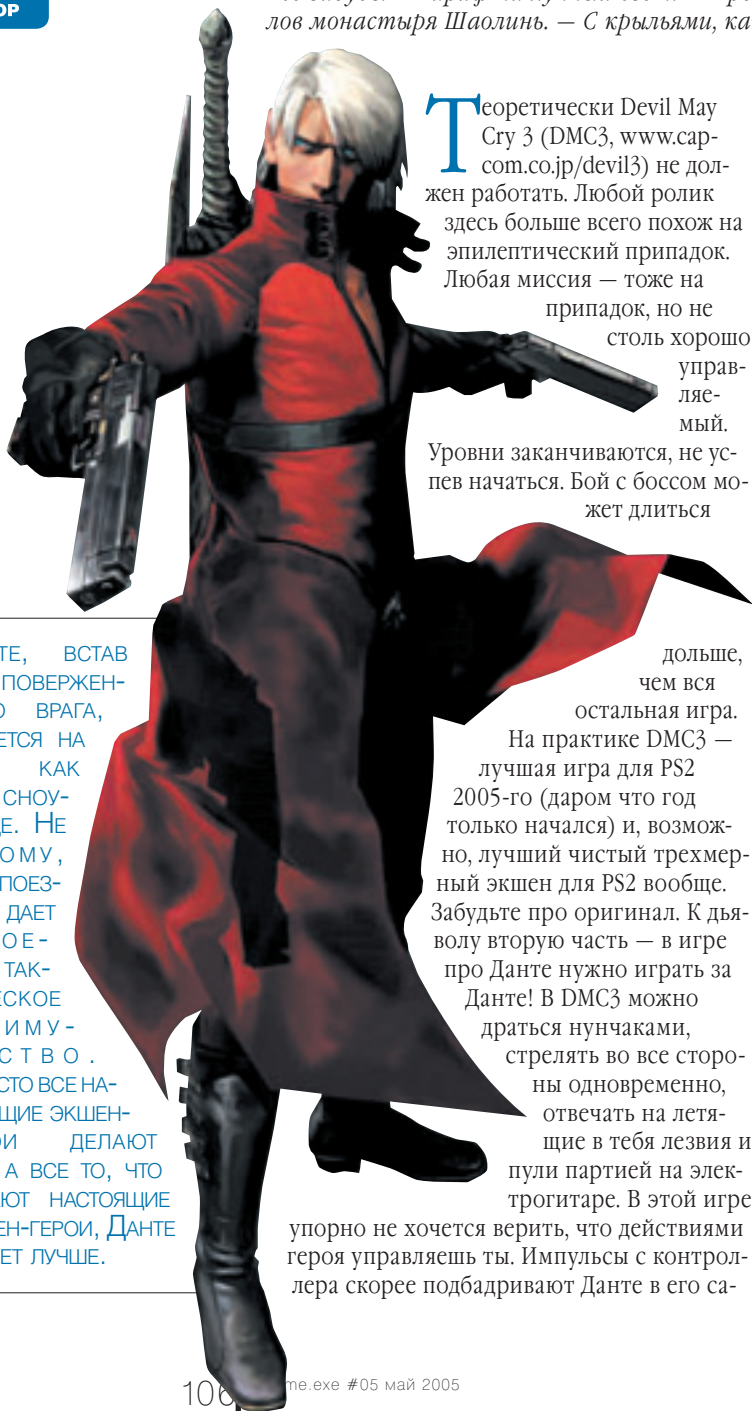 ОР
лов монастыря Шаолинь. — С крыльями, ка
Теоретически Devil May
Cry 3 (DMC3, www.cap-
com.co.jp/devil3) не дол-
жен работать. Любой ролик
здесь больше всего похож на
эпилептический припадок.
Любая миссия — тоже на
припадок, но не
столь хорошо
управ-
ляе-
мый.
Уровни заканчиваются, не ус-
пев начаться. Бой с боссом мо-
жет длиться
дольше,
чем вся
остальная игра.
На практике DMC3 —
лучшая игра для PS2
2005-го (даром что год
только начался) и, возмож-
но, лучший чистый трехмер-
ный экшен для PS2 вообще.
Забудьте про оригинал. К дья-
волу вторую часть — в игре
про Данте нужно играть за
Данте! В DMC3 можно
драться нунчаками,
стрелять во все сторо-
ны одновременно,
отвечать на летя-
щие в тебя лезвия и
пули партией на элек-
трогитаре. В этой игре
упорно не хочется верить, что действиями
героя управляешь ты. Импульсы с контрол-
лера скорее подбадривают Данте в его са-
ТЕ, ВСТАВ
ПОВЕРЖЕН-
О ВРАГА,
ЕТСЯ НА
КАК
СНОУ-
Е. НЕ
ОМУ,
ПОЕЗ-
ДАЕТ
ОЕ-
ТАК-
ЕСКОЕ
ИМУ-
СТВО.
СТО ВСЕ НА-
ЩИЕ ЭКШЕН-
ОИ ДЕЛАЮТ
А ВСЕ ТО, ЧТО
ЮТ НАСТОЯЩИЕ
ЕН-ГЕРОИ, ДАНТЕ
ЕТ ЛУЧШЕ.
106 me.exe #05 май 2005